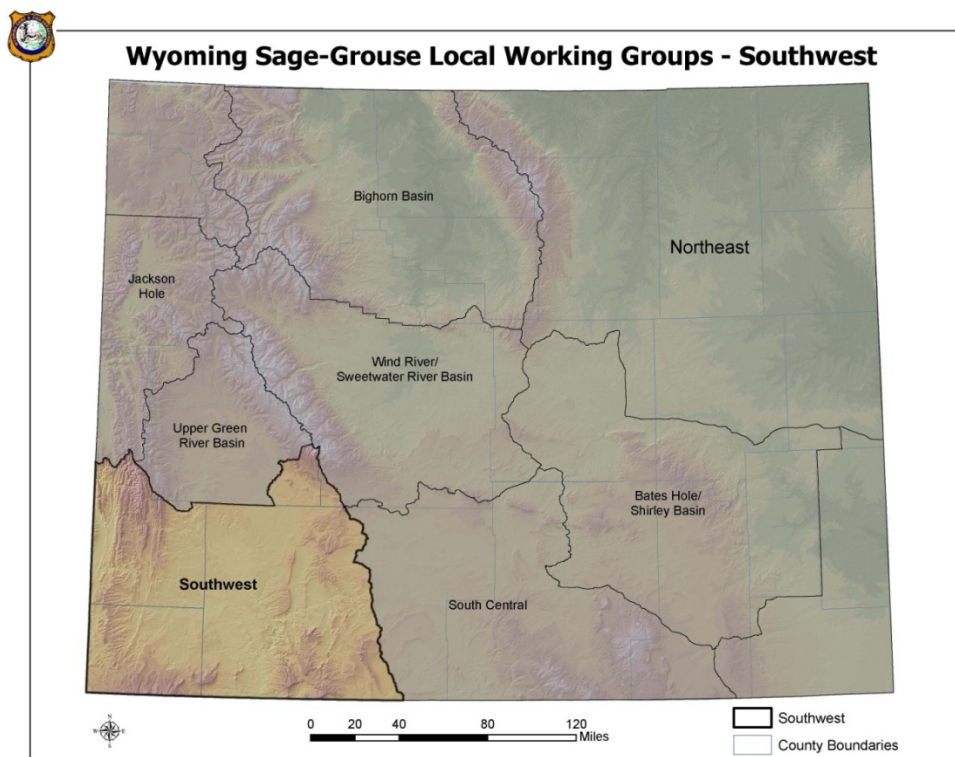 Wyoming Sage-Grouse Local Working Groups - Southwest
Bighorn Basin
Northeast
Jackson
Hole
Wind River/
Sweetwater River Basin
Upper Green
River Basin
Bates Hole/
Shirley Basin
Southwest
South Central
N
W E
S
0 20 40 80 120
Miles
Southwest
County Boundaries